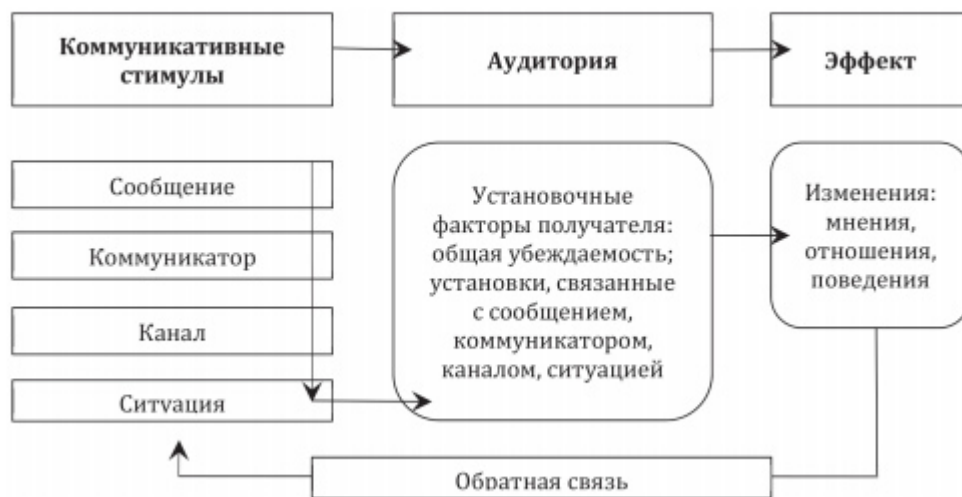 Коммуникативные
стимулы
Аудитория
Эффект
Сообщение
Коммуникатор
Канал
Ситуация
Установочные
факторы получателя:
общая убеждаемость;
установки, связанные
с сообщением,
коммуникатором,
каналом, ситуацией
Изменения:
мнения,
отношения,
поведения
Обратная связь